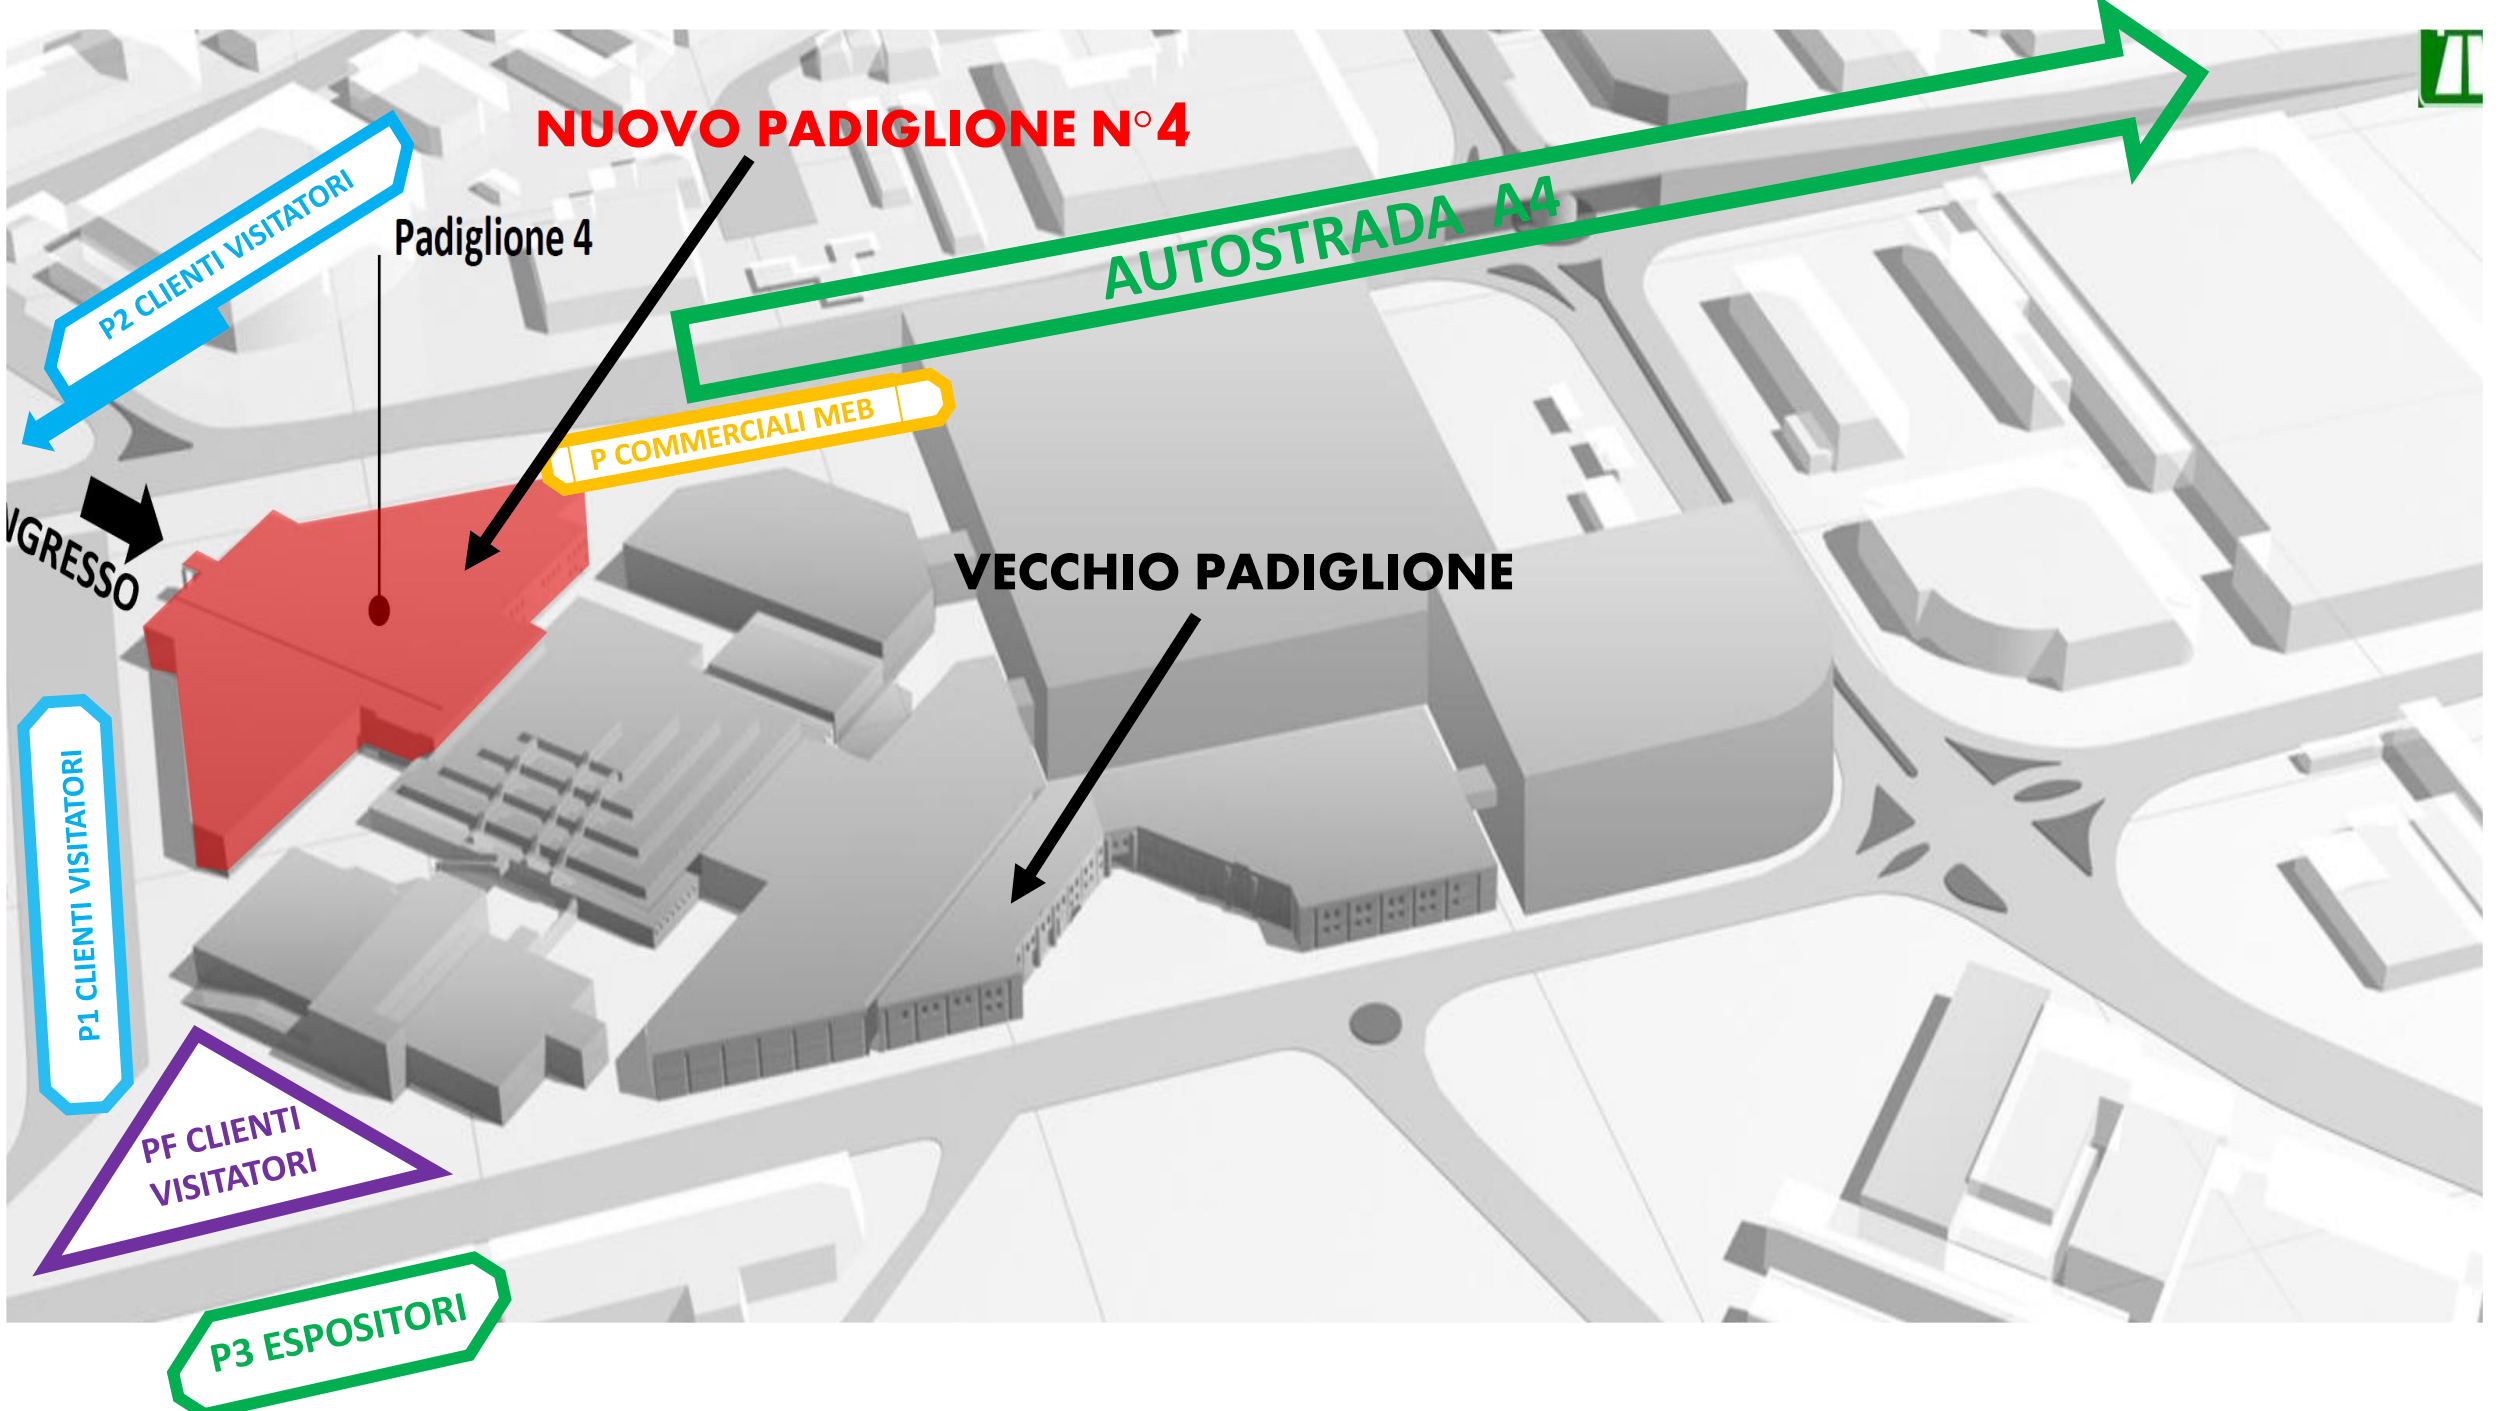 NUOVO PADIGLIONE N°4
P2 CLIENTI VISITATORI
Padiglione 4
AUTOSTRADA A4
P COMMERCIALI MEB
NGRESSO
VECCHIO PADIGLIONE
P1 CLIENTI VISITATORI
PF CLIENTI
VISITATORI
P3 ESPOSITORI